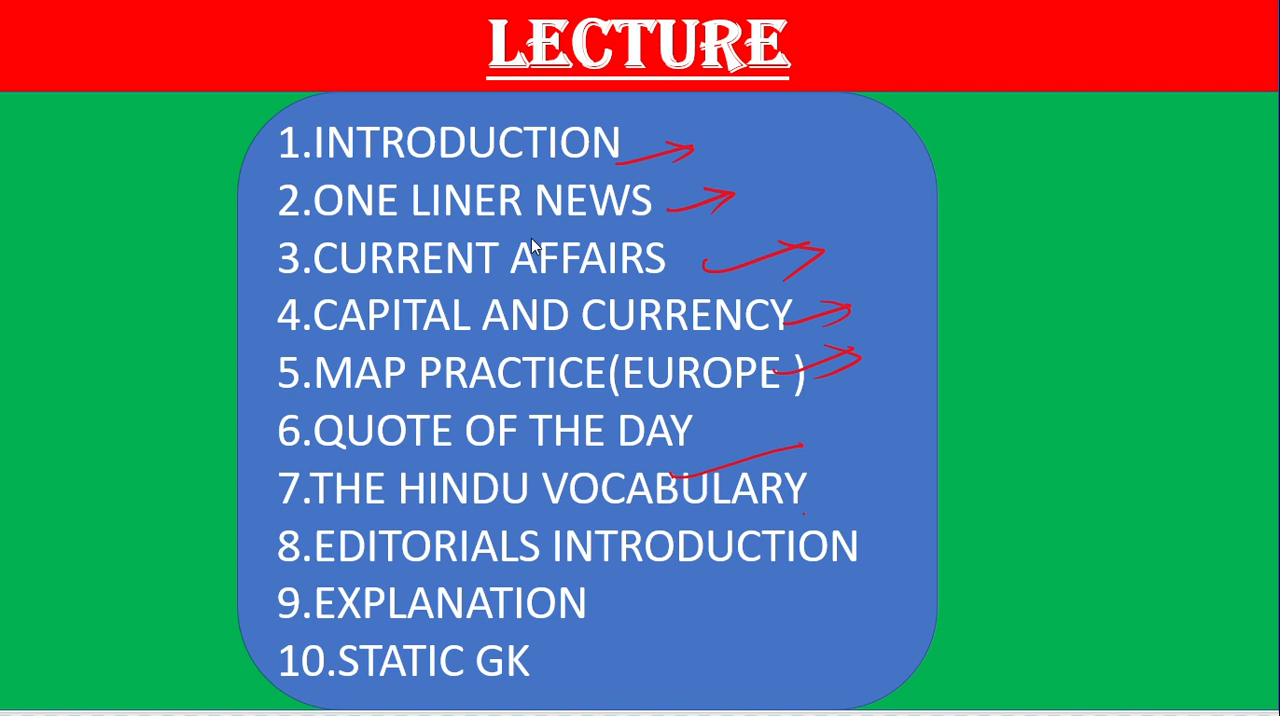 LECTURE
1.INTRODUCTION
2.ONE LINER NEWS
3.CURRENT AFFAIRS
4.CAPITAL AND CURRENCY
5.MAP PRACTICE(EUROPE )
6.QUOTE OF THE DAY
7.THE HINDU VOCABULARY
8.EDITORIALS INTRODUCTION
9.EXPLANATION
10.STATIC GK